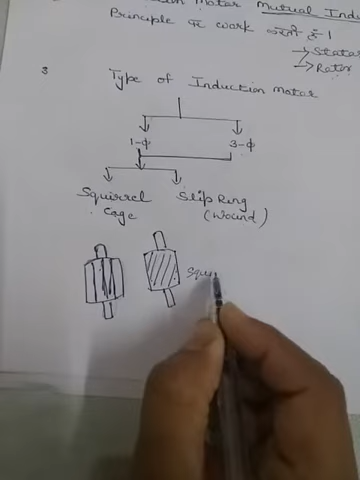 Motor Mutual Indu
Principle पर work करती है।
→ Stator
→ Rotor
3 Type of Induction motor
1-Φ 3-Φ
Squirrel Slip Ring
Cage (Wound)
Squi